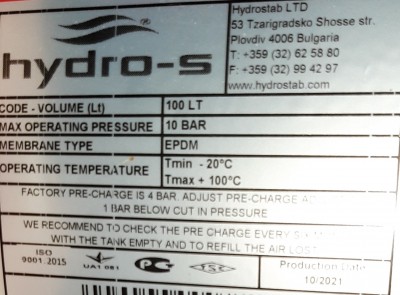 hydro-s ®
Hydrostab LTD
53 Tzarigradsko Shosse str.
Plovdiv 4006 Bulgaria
T: +359 (32) 62 58 80
F: +359 (32) 99 42 97
www.hydrostab.com
CODE - VOLUME (Lt) 100 LT
MAX OPERATING PRESSURE 10 BAR
MEMBRANE TYPE EPDM
OPERATING TEMPERATURE Tmin - 20°C
Tmax + 100°C
FACTORY PRE-CHARGE IS 4 BAR. ADJUST PRE-CHARGE
1 BAR BELOW CUT IN PRESSURE
WE RECOMMEND TO CHECK THE PRE CHARGE EVERY
WITH THE TANK EMPTY AND TO REFILL THE AIR LOST
ISO
9001:2015
Production Date
10/2021